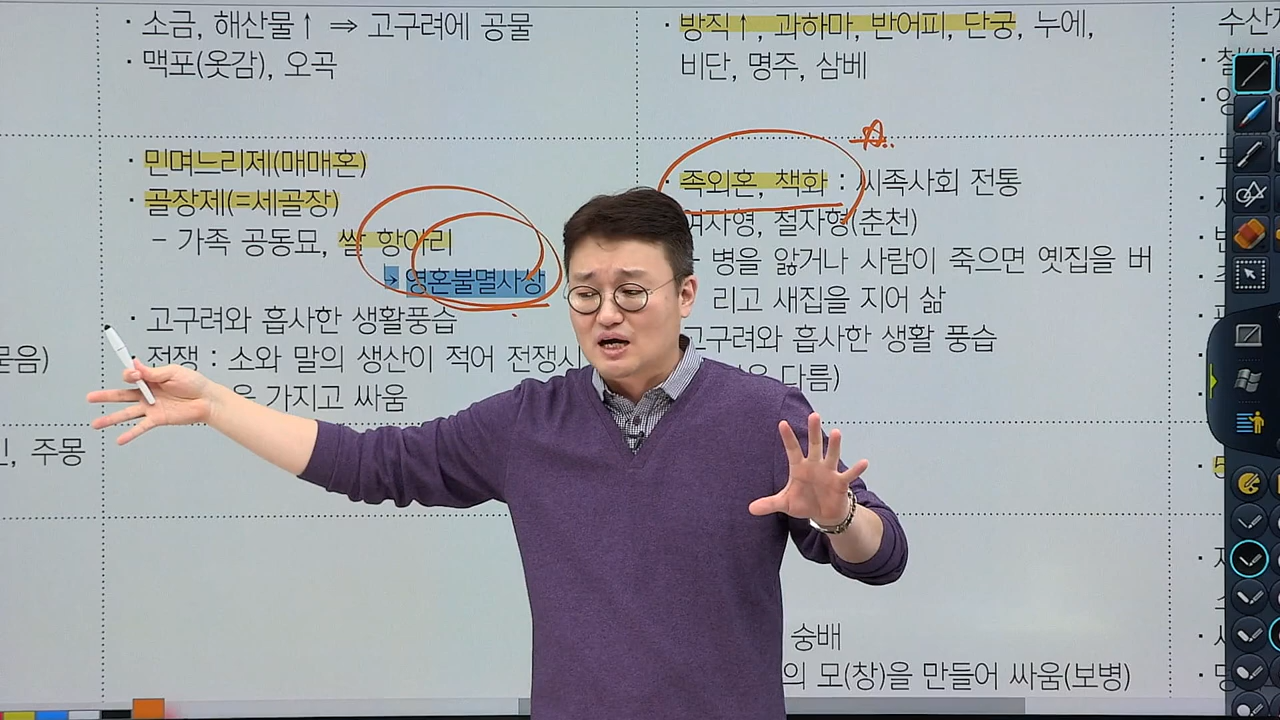 · 소금, 해산물↑ ⇒ 고구려에 공물
· 맥포(옷감), 오곡
· 민며느리제(매매혼)
· 골장제(=세골장)
– 가족 공동묘, 쌀 항아리
→ 영혼불멸사상
· 고구려와 흡사한 생활풍습
· 전쟁 : 소와 말의 생산이 적어 전쟁시
가지고 싸움
묻음)
주몽
· 방직↑, 과하마, 반어피, 단궁, 누에,
비단, 명주, 삼베
· 족외혼, 책화 : 씨족사회 전통
여자형, 철자형(춘천)
병을 앓거나 사람이 죽으면 옛집을 버
리고 새집을 지어 삶
고구려와 흡사한 생활 풍습
다름)
숭배
의 모(창)을 만들어 싸움(보병)